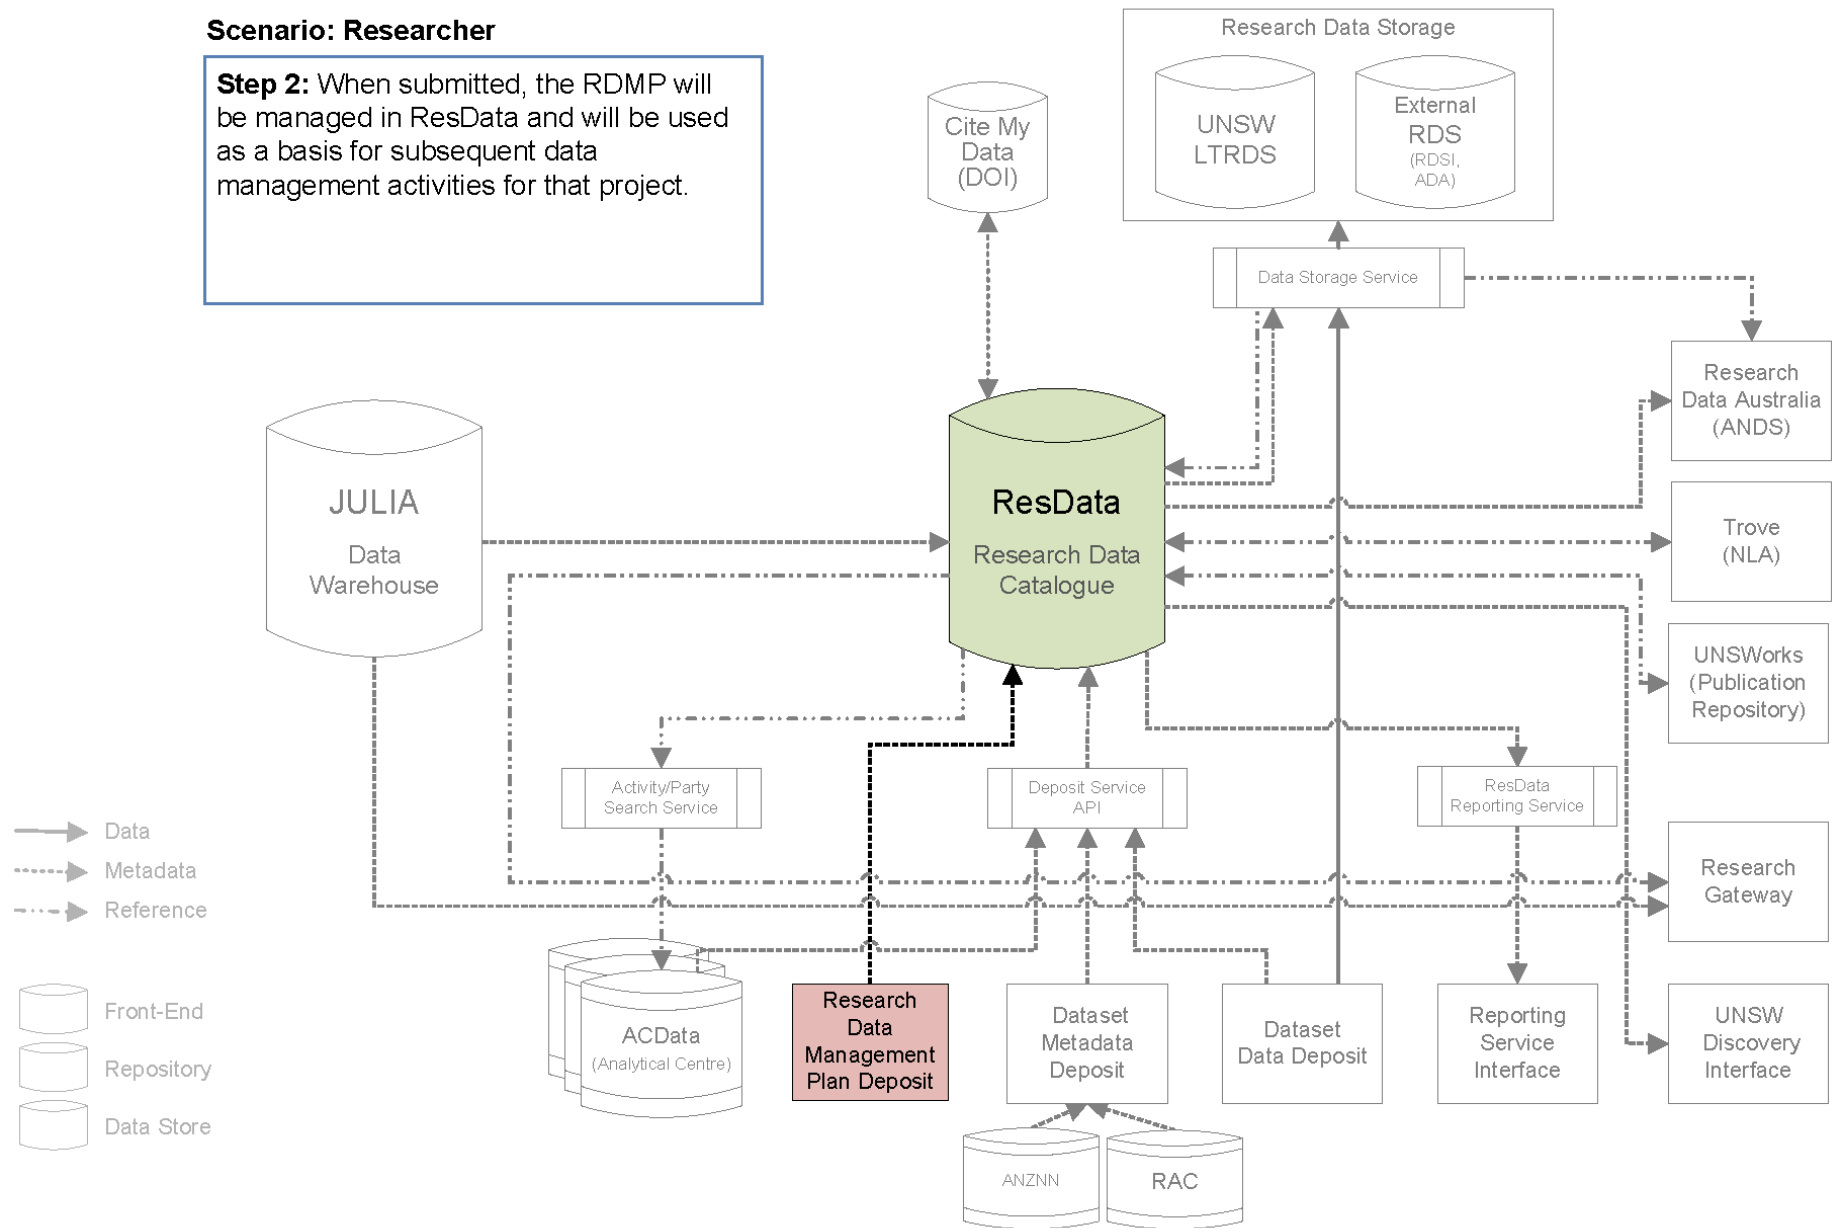 Scenario: Researcher
Step 2: When submitted, the RDMP will
be managed in ResData and will be used
as a basis for subsequent data
management activities for that project.
Research Data Storage
UNSW
LTRDS
External
RDS
(RDSI,
ADA)
Cite My
Data
(DOI)
Data Storage Service
Research
Data Australia
(ANDS)
JULIA
Data
Warehouse
ResData
Research Data
Catalogue
Trove
(NLA)
UNSWorks
(Publication
Repository)
Activity/Party
Search Service
Deposit Service
API
ResData
Reporting Service
Research
Gateway
Data
Metadata
Reference
Front-End
Repository
Data Store
ACData
(Analytical Centre)
Research
Data
Management
Plan Deposit
Dataset
Metadata
Deposit
Dataset
Data Deposit
Reporting
Service
Interface
UNSW
Discovery
Interface
ANZNN
RAC